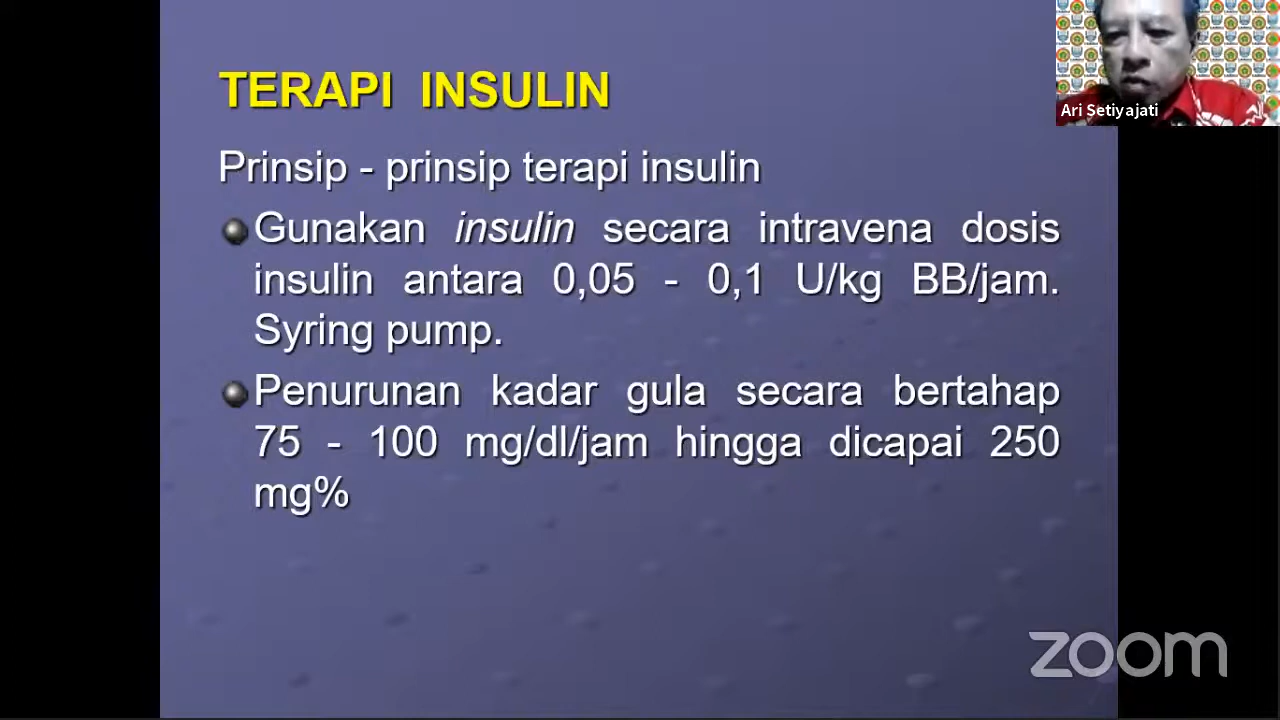 TERAPI INSULIN
Prinsip - prinsip terapi insulin
Gunakan insulin secara intravena dosis
insulin antara 0,05 - 0,1 U/kg BB/jam.
Syring pump.
Penurunan kadar gula secara bertahap
75 - 100 mg/dl/jam hingga dicapai 250
mg%
Ari Setiyajati
zoom